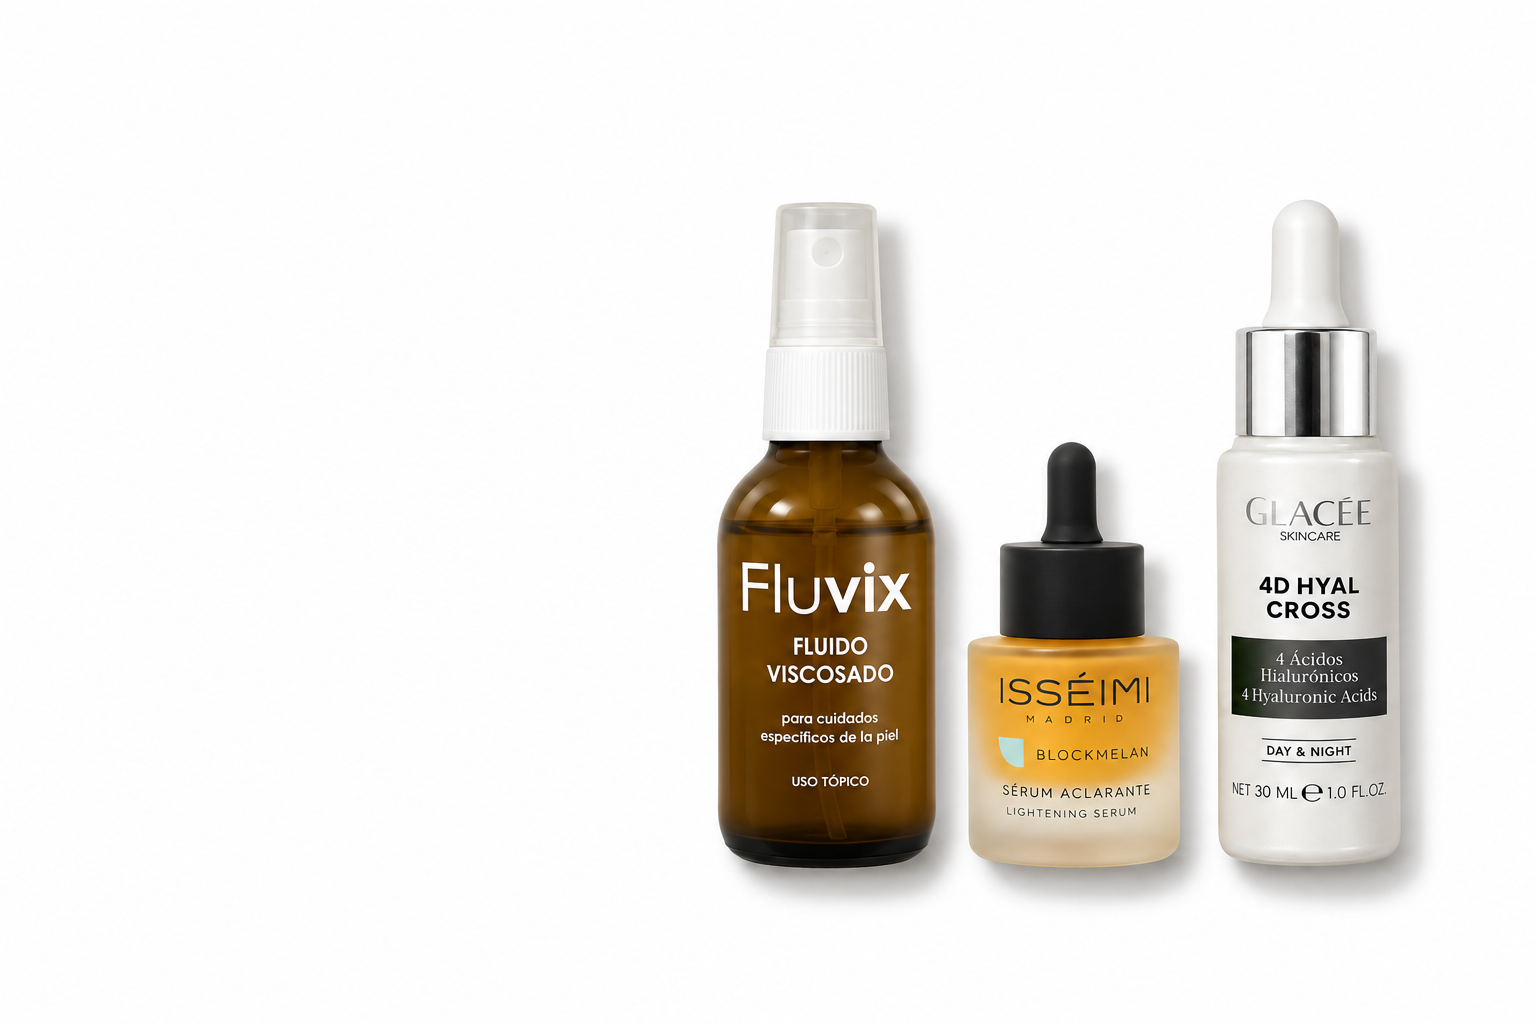 Fluvix
FLUIDO
VISCOSADO
para cuidados
específicos de la piel
USO TÓPICO
ISSÉIMI
MADRID
BLOCKMELAN
SÉRUM ACLARANTE
LIGHTENING SERUM
GLACÉE
SKINCARE
4D HYAL
CROSS
4 Ácidos
Hialurónicos
4 Hyaluronic Acids
DAY & NIGHT
NET 30 ML ℮ 1.0 FL.OZ.